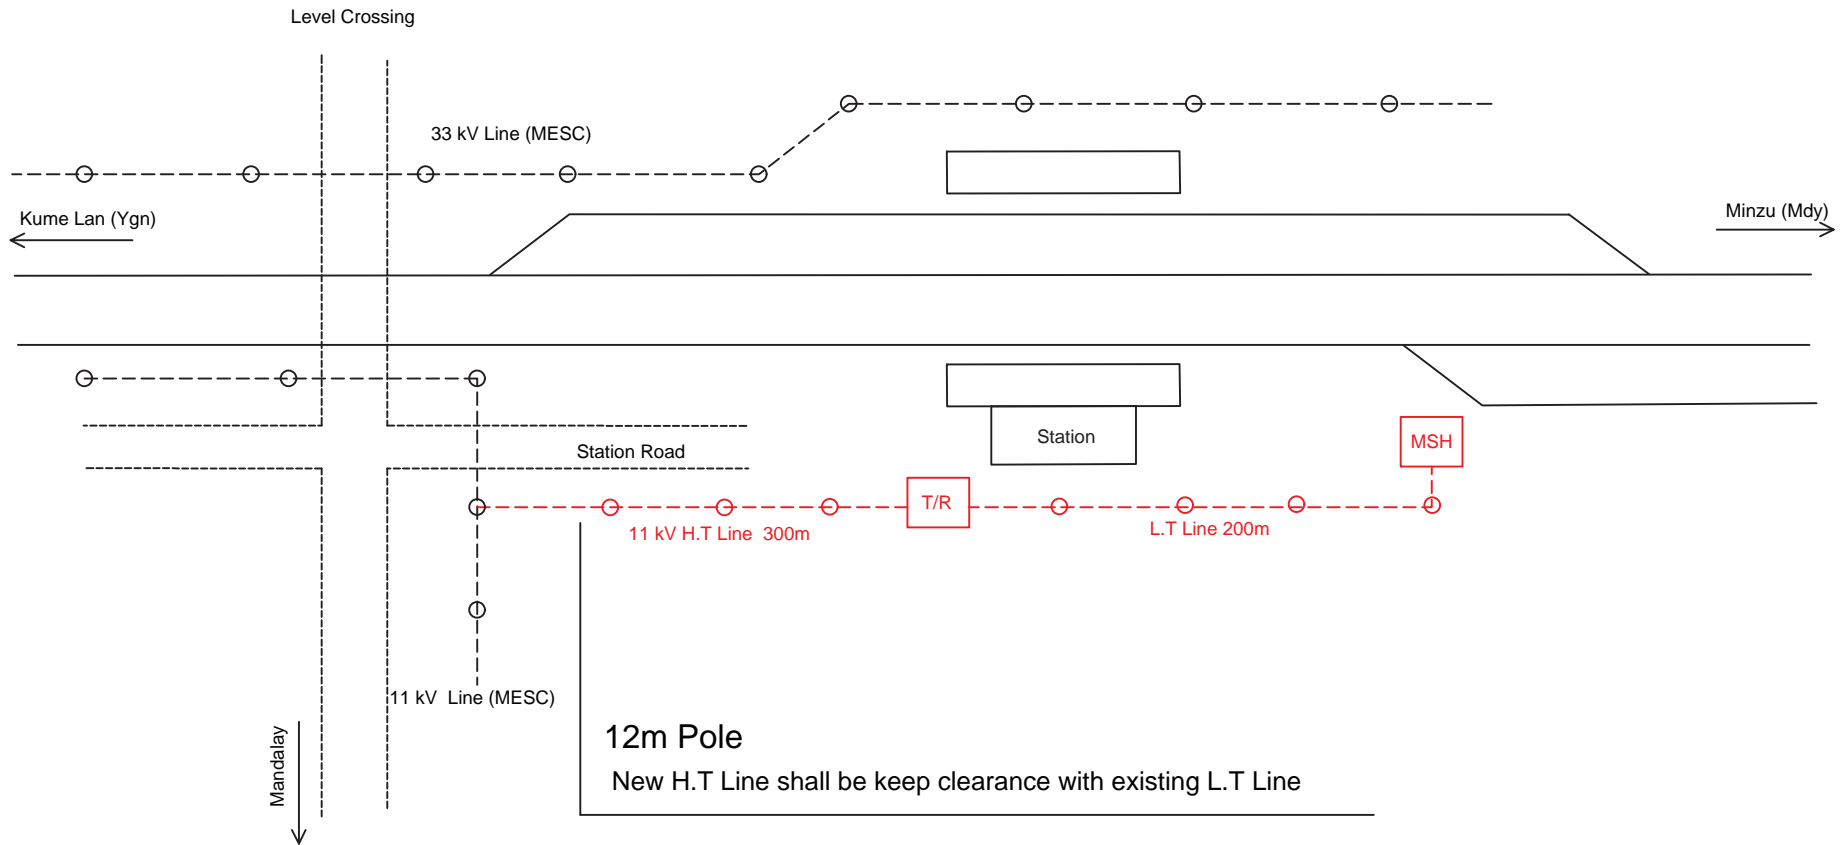 Level Crossing
33 kV Line (MESC)
Kume Lan (Ygn)
Minzu (Mdy)
Station
MSH
Station Road
T/R
11 kV H.T Line  300m
L.T Line 200m
11 kV  Line (MESC)
Mandalay
12m Pole
New H.T Line shall be keep clearance with existing L.T Line